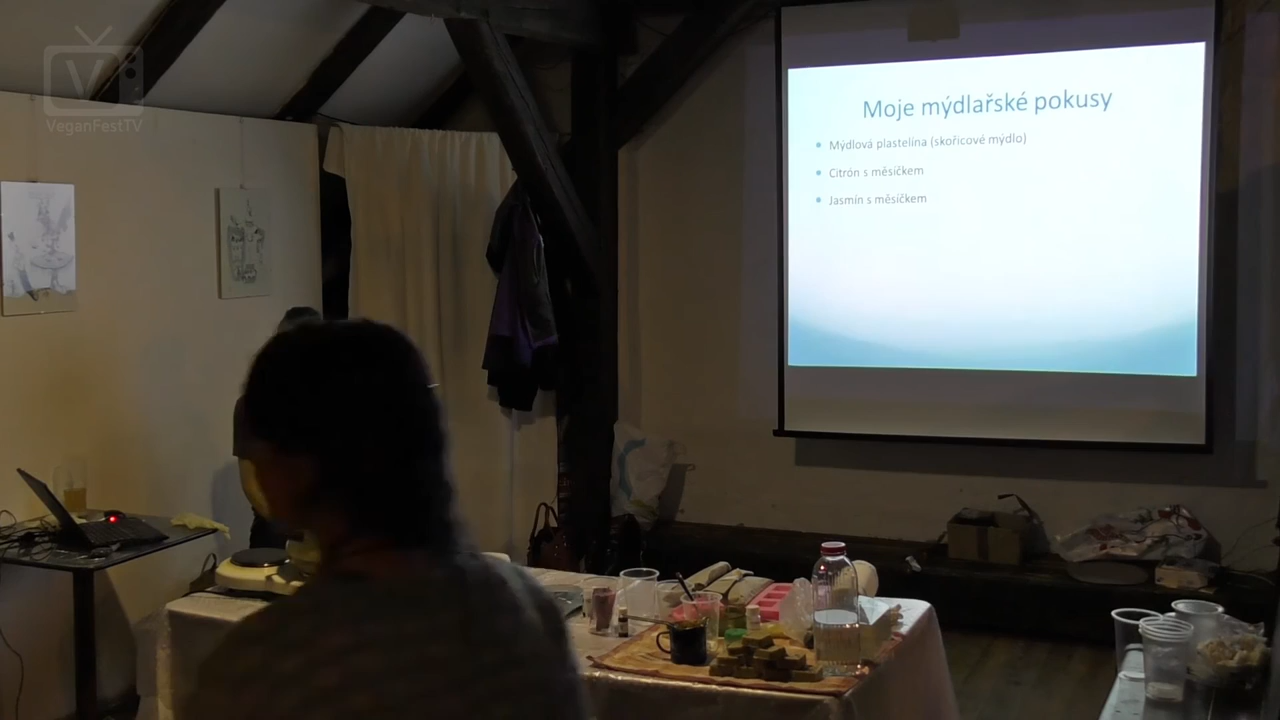 V
VeganFestTV
Moje mýdlařské pokusy
Mýdlová plastelína (skořicové mýdlo)
Citrón s měsíčkem
Jasmín s měsíčkem